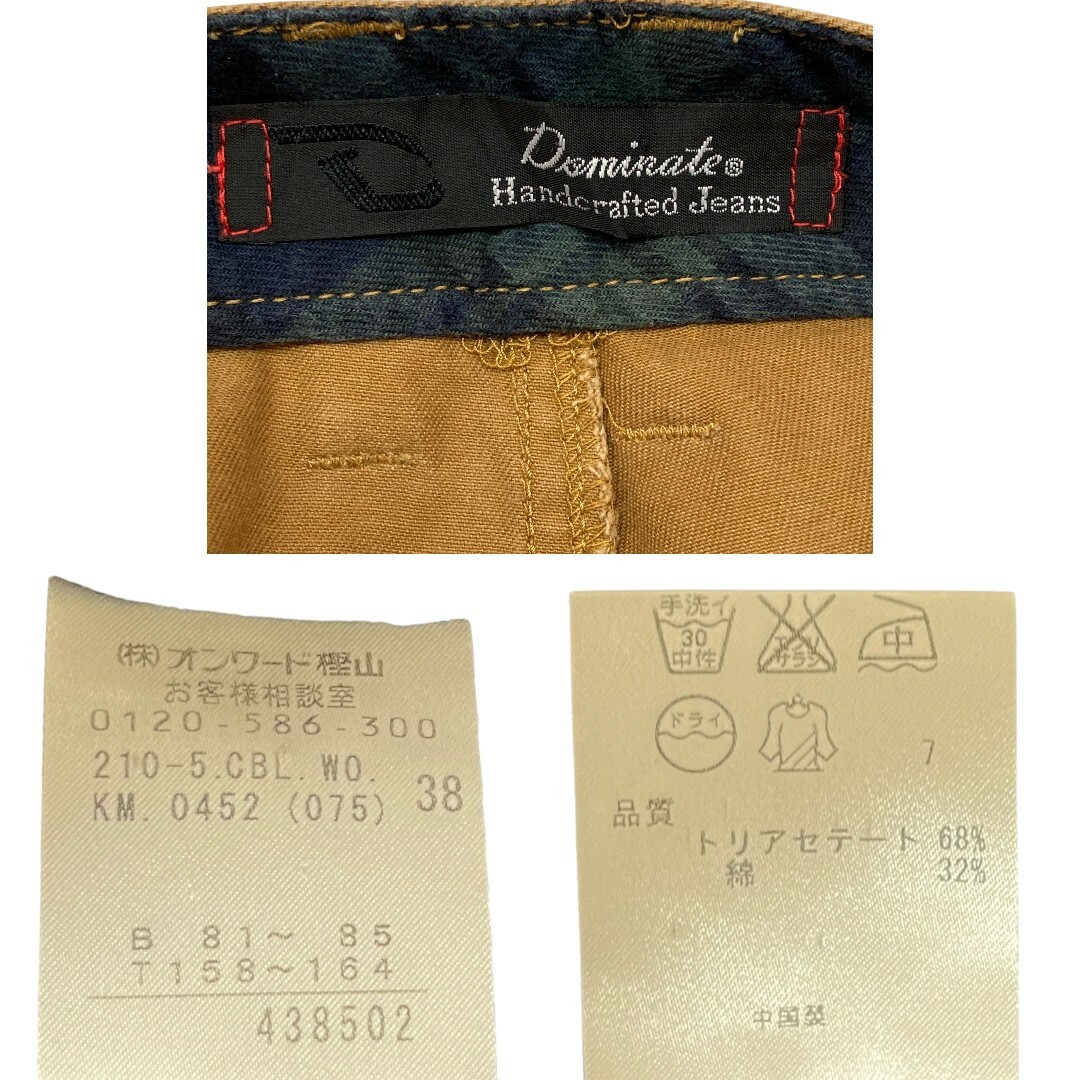 Dominate®
Handcrafted Jeans
(株)オンワード樫山
お客様相談室
0120-586-300
210-5.CBL.WO.
KM.0452 (075) 38
B 81～ 85
T158～164
438502
手洗イ
30
中性
エンソ
サラシ
中
ドライ
7
品質
トリアセテート 68%
綿 32%
中国製